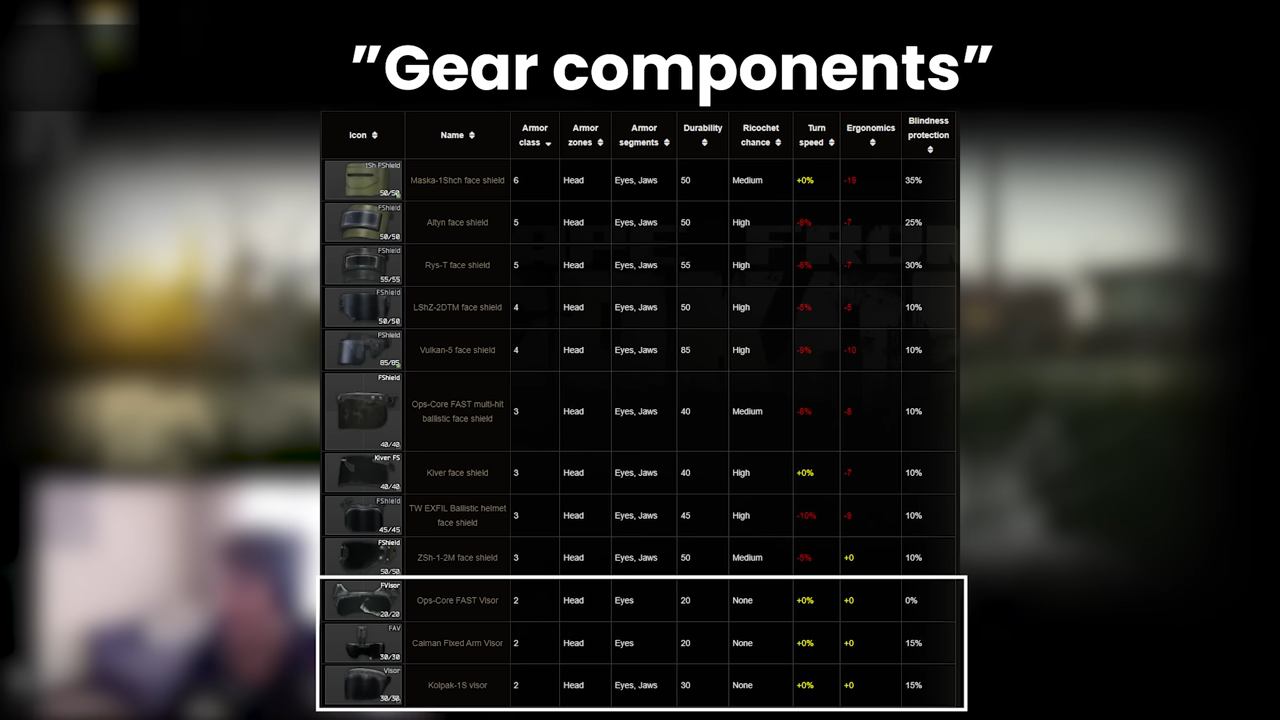 "Gear components"
Icon Name Armor class Armor zones Armor segments Durability Ricochet chance Turn speed Ergonomics Blindness protection
FShield 50/50 Maska-1Shch face shield 6 Head Eyes, Jaws 50 Medium +0% 35%
FShield 50/50 Altyn face shield 5 Head Eyes, Jaws 50 High -7 25%
FShield 55/55 Rys-T face shield 5 Head Eyes, Jaws 55 High -7 30%
FShield 50/50 LShZ-2DTM face shield 4 Head Eyes, Jaws 50 High -5% -5 10%
FShield 85/85 Vulkan-5 face shield 4 Head Eyes, Jaws 85 High -9% -10 10%
FShield 40/40 Ops-Core FAST multi-hit ballistic face shield 3 Head Eyes, Jaws 40 Medium -8% -8 10%
Kiver FS 40/40 Kiver face shield 3 Head Eyes, Jaws 40 High +0% -7 10%
FShield 45/45 TW EXFIL Ballistic helmet face shield 3 Head Eyes, Jaws 45 High -10% -9 10%
FShield 50/50 ZSh-1-2M face shield 3 Head Eyes, Jaws 50 Medium -5% +0 10%
FVisor 20/20 Ops-Core FAST Visor 2 Head Eyes 20 None +0% +0 0%
FAV 30/30 Caiman Fixed Arm Visor 2 Head Eyes 20 None +0% +0 15%
Visor 30/30 Kolpak-1S visor 2 Head Eyes, Jaws 30 None +0% +0 15%